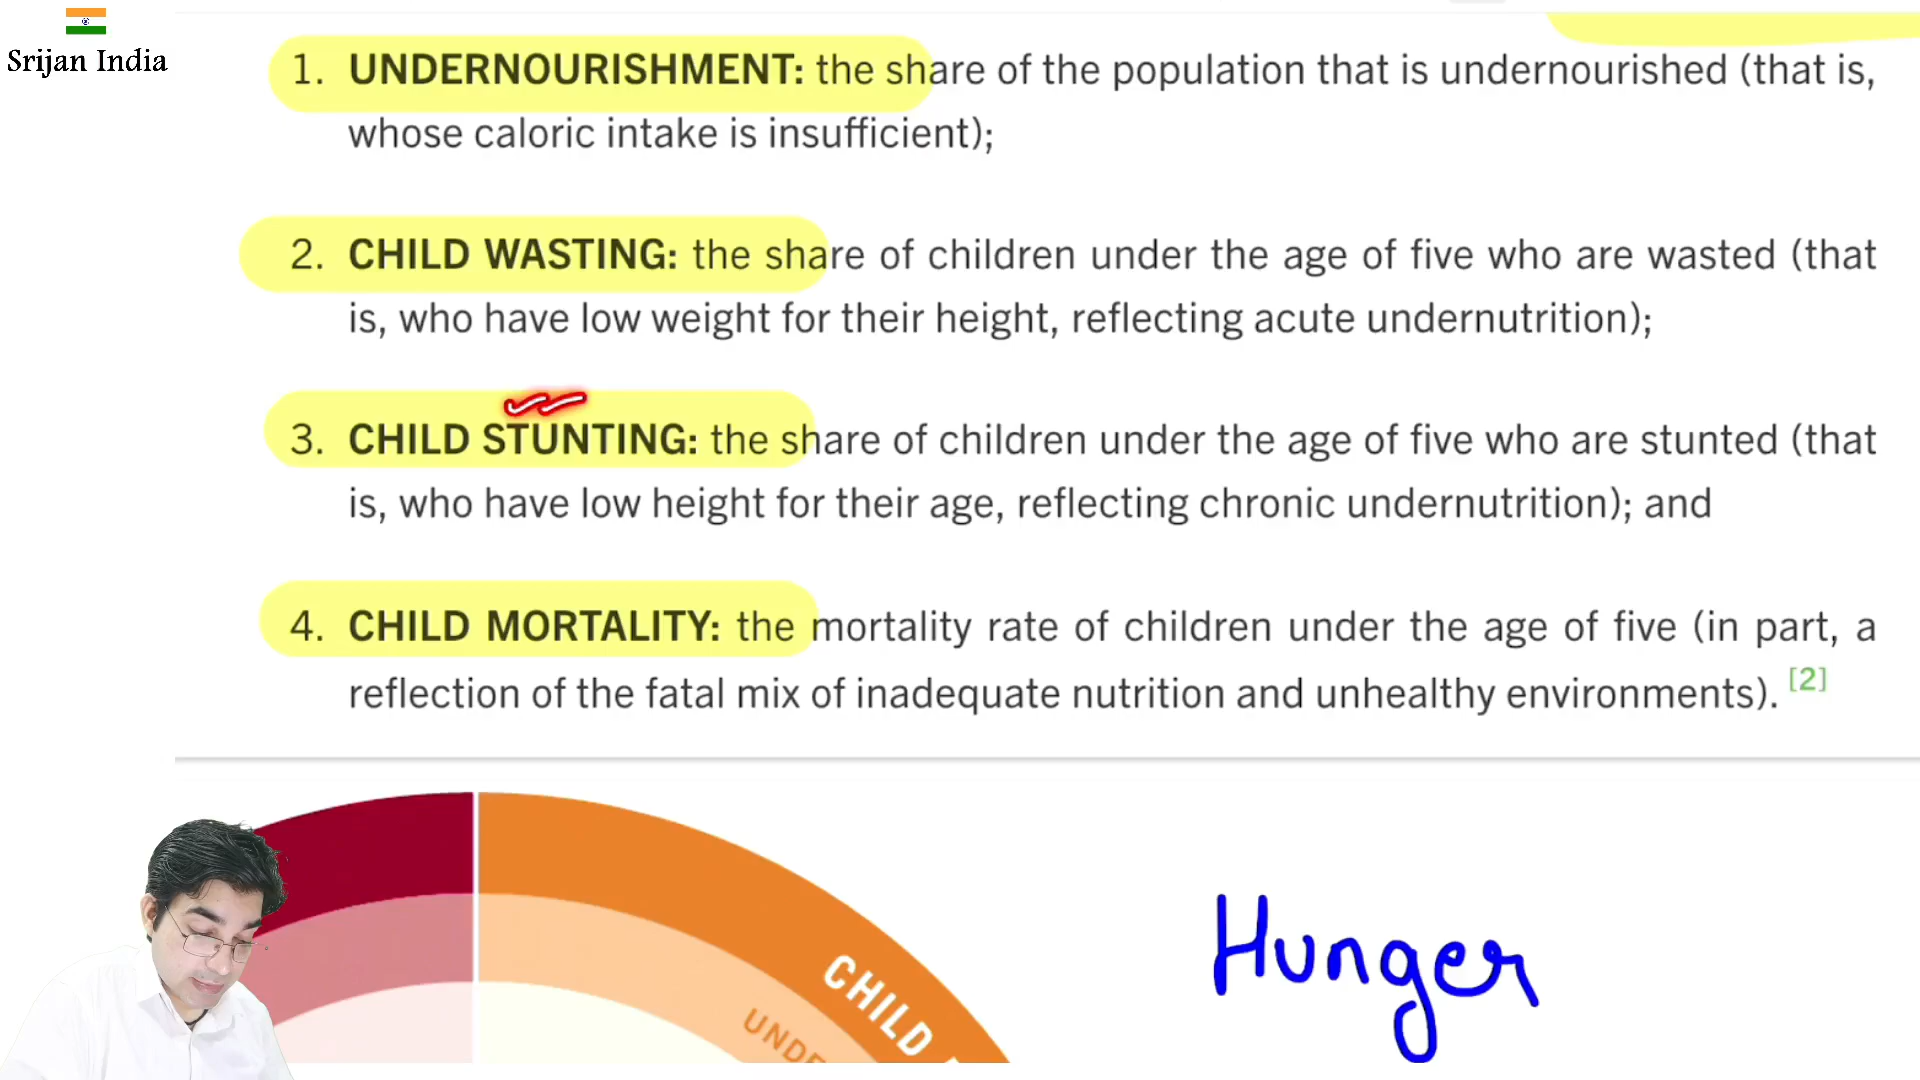 Srijan India
1. UNDERNOURISHMENT: the share of the population that is undernourished (that is,
whose caloric intake is insufficient);
2. CHILD WASTING: the share of children under the age of five who are wasted (that
is, who have low weight for their height, reflecting acute undernutrition);
3. CHILD STUNTING: the share of children under the age of five who are stunted (that
is, who have low height for their age, reflecting chronic undernutrition); and
4. CHILD MORTALITY: the mortality rate of children under the age of five (in part, a
reflection of the fatal mix of inadequate nutrition and unhealthy environments). [2]
CHILD
UNDE
Hunger